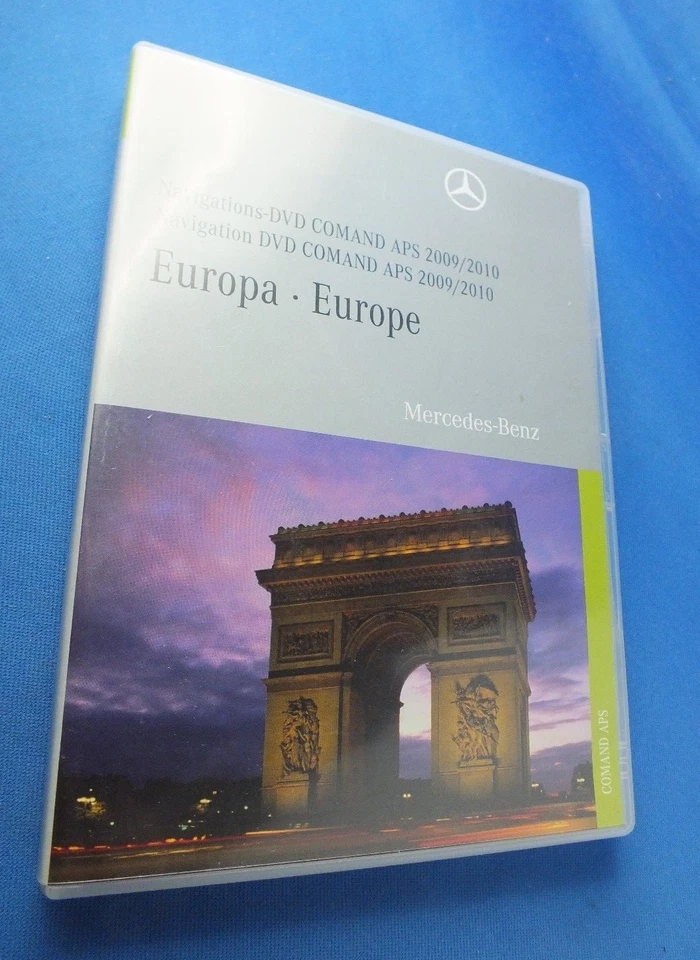 Navigations-DVD COMAND APS 2009/2010
Navigation DVD COMAND APS 2009/2010
Europa · Europe
Mercedes-Benz
COMAND APS